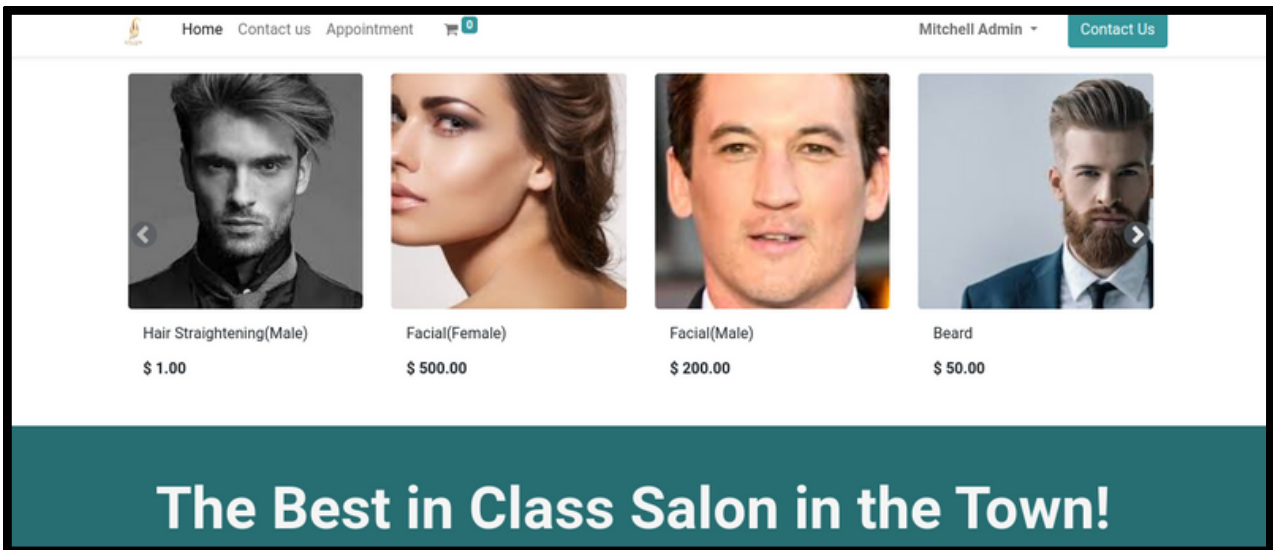 Home Contact us Appointment 0 Mitchell Admin Contact Us
Hair Straightening(Male) Facial(Female) Facial(Male) Beard
$ 1.00 $ 500.00 $ 200.00 $ 50.00
The Best in Class Salon in the Town!